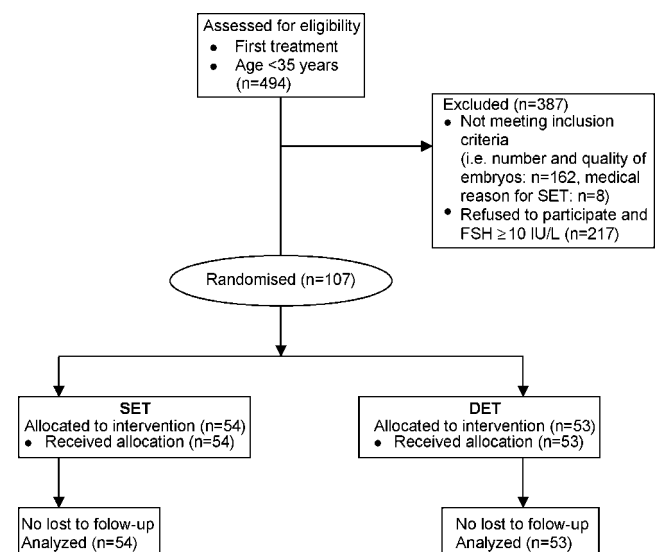 Assessed for eligibility
• First treatment
• Age <35 years
(n=494)
Excluded (n=387)
• Not meeting inclusion
criteria
(i.e. number and quality of
embryos: n=162, medical
reason for SET: n=8)
• Refused to participate and
FSH ≥10 IU/L (n=217)
Randomised (n=107)
SET
Allocated to intervention (n=54)
• Received allocation (n=54)
DET
Allocated to intervention (n=53)
• Received allocation (n=53)
No lost to folow-up
Analyzed (n=54)
No lost to follow-up
Analyzed (n=53)